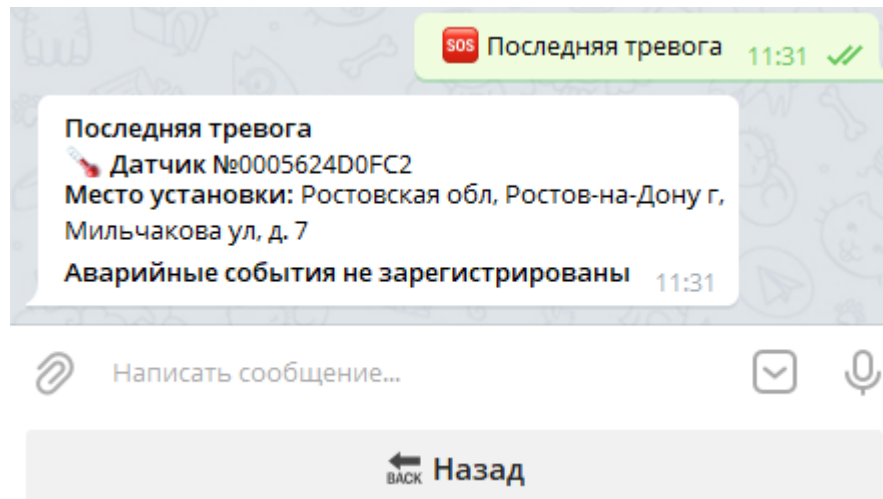 🆘 Последняя тревога 11:31
Последняя тревога
🌡 Датчик №0005624D0FC2
Место установки: Ростовская обл, Ростов-на-Дону г,
Мильчакова ул, д. 7
Аварийные события не зарегистрированы 11:31
Написать сообщение...
BACK Назад